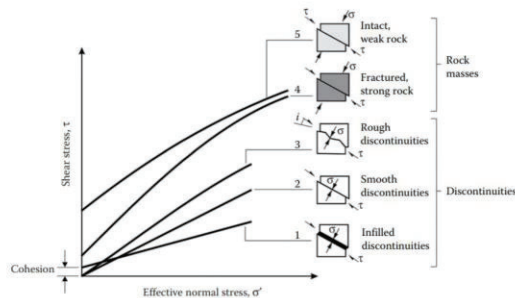 Shear stress, τ
Cohesion
Effective normal stress, σ'
5
4
3
2
1
τ
σ
τ
Intact,
weak rock
σ
τ
Fractured,
strong rock
Rock
masses
i
σ
τ
Rough
discontinuities
σ
τ
Smooth
discontinuities
Discontinuities
σ
τ
Infilled
discontinuities